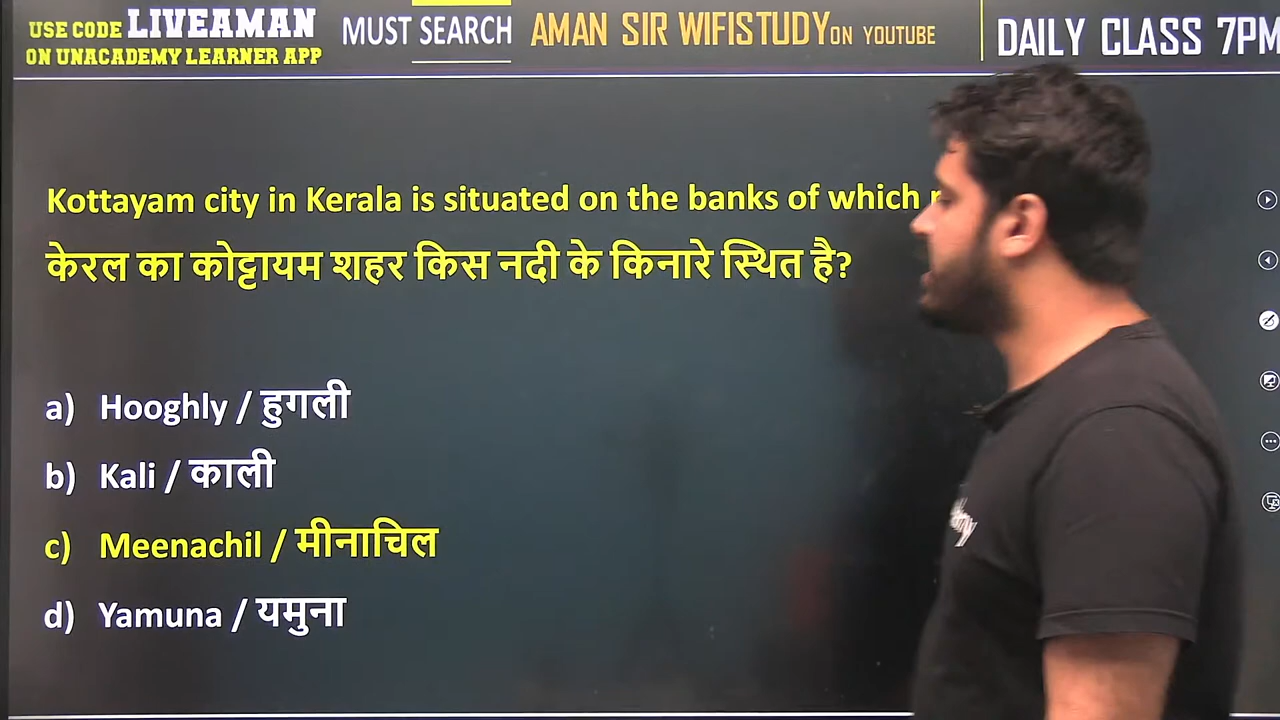 USE CODE LIVEAMAN
ON UNACADEMY LEARNER APP
MUST SEARCH
AMAN SIR WIFISTUDY ON YOUTUBE
DAILY CLASS 7PM
Kottayam city in Kerala is situated on the banks of which
केरल का कोट्टायम शहर किस नदी के किनारे स्थित है?
a) Hooghly / हुगली
b) Kali / काली
c) Meenachil / मीनाचिल
d) Yamuna / यमुना